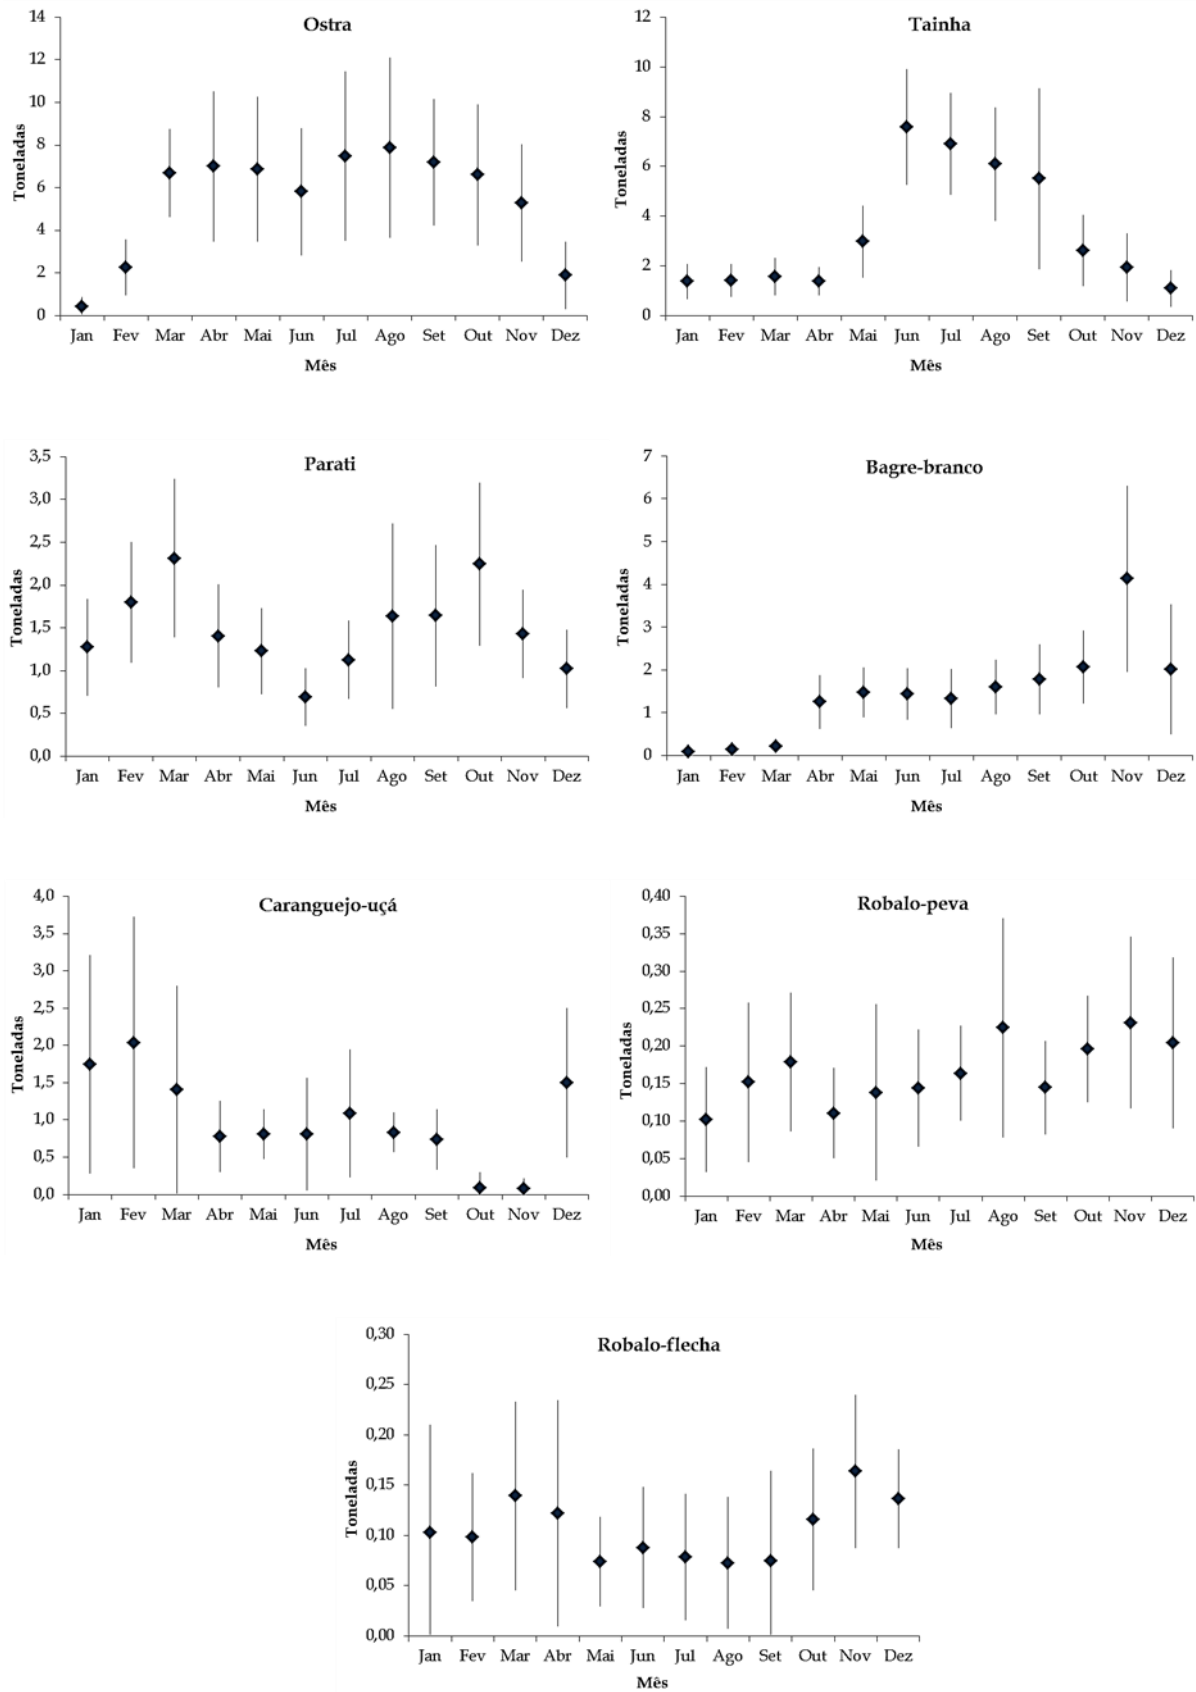 Ostra
Toneladas
14
12
10
8
6
4
2
0
Jan Fev Mar Abr Mai Jun Jul Ago Set Out Nov Dez
Mês
Tainha
Toneladas
12
10
8
6
4
2
0
Jan Fev Mar Abr Mai Jun Jul Ago Set Out Nov Dez
Mês
Parati
Toneladas
3,5
3,0
2,5
2,0
1,5
1,0
0,5
0,0
Jan Fev Mar Abr Mai Jun Jul Ago Set Out Nov Dez
Mês
Bagre-branco
Toneladas
7
6
5
4
3
2
1
0
Jan Fev Mar Abr Mai Jun Jul Ago Set Out Nov Dez
Mês
Caranguejo-uçá
Toneladas
4,0
3,5
3,0
2,5
2,0
1,5
1,0
0,5
0,0
Jan Fev Mar Abr Mai Jun Jul Ago Set Out Nov Dez
Mês
Robalo-peva
Toneladas
0,40
0,35
0,30
0,25
0,20
0,15
0,10
0,05
0,00
Jan Fev Mar Abr Mai Jun Jul Ago Set Out Nov Dez
Mês
Robalo-flecha
Toneladas
0,30
0,25
0,20
0,15
0,10
0,05
0,00
Jan Fev Mar Abr Mai Jun Jul Ago Set Out Nov Dez
Mês